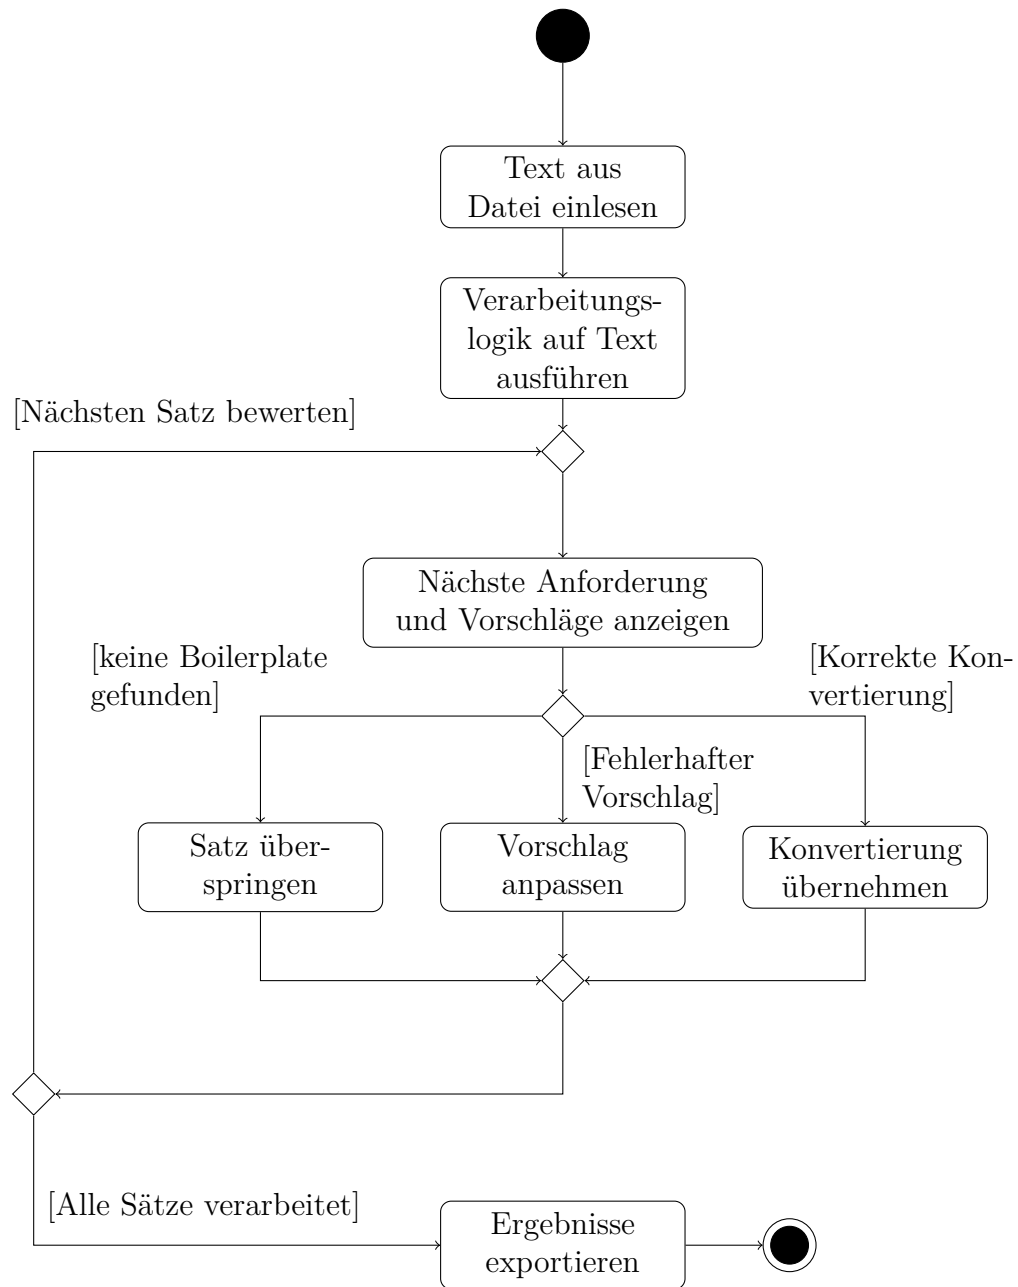 Text aus
Datei einlesen
Verarbeitungs-
logik auf Text
ausführen
[Nächsten Satz bewerten]
Nächste Anforderung
und Vorschläge anzeigen
[keine Boilerplate
gefunden]
[Korrekte Kon-
vertierung]
[Fehlerhafter
Vorschlag]
Satz über-
springen
Vorschlag
anpassen
Konvertierung
übernehmen
[Alle Sätze verarbeitet]
Ergebnisse
exportieren